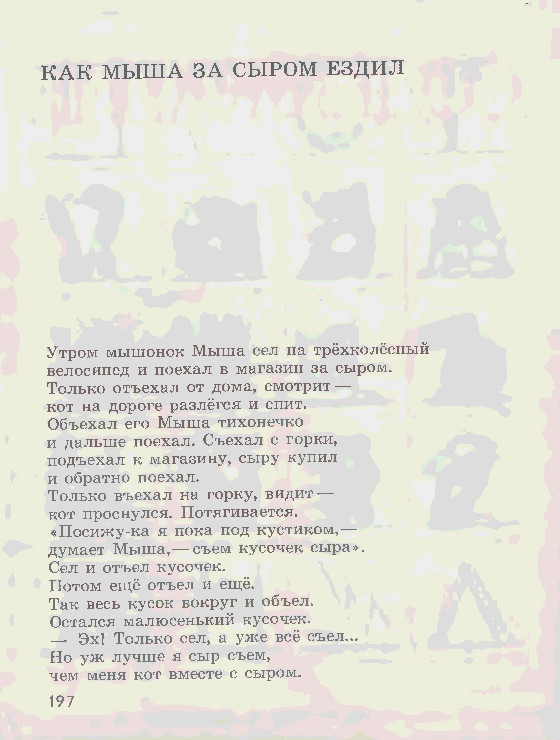 КАК МЫША ЗА СЫРОМ ЕЗДИЛ
Утром мышонок Мыша сел на трёхколёсный
велосипед и поехал в магазин за сыром.
Только отъехал от дома, смотрит —
кот на дороге разлёгся и спит.
Объехал его Мыша тихонечко
и дальше поехал. Съехал с горки,
подъехал к магазину, сыру купил
и обратно поехал.
Только въехал на горку, видит —
кот проснулся. Потягивается.
«Посижу-ка я пока под кустиком,—
думает Мыша,— съем кусочек сыра».
Сел и отъел кусочек.
Потом ещё отъел и ещё.
Так весь кусок вокруг и объел.
Остался малюсенький кусочек.
— Эх! Только сел, а уже всё съел...
Но уж лучше я сыр съем,
чем меня кот вместе с сыром.
197